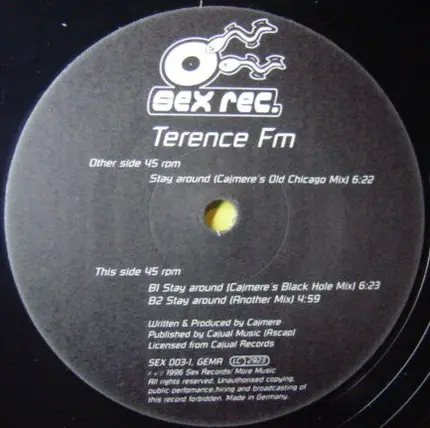 sex rec.
Terence Fm
Other side 45 rpm
Stay around (Cajmere's Old Chicago Mix) 6:22
This side 45 rpm
B1 Stay around (Cajmere's Black Hole Mix) 6:23
B2 Stay around (Another Mix) 4:59
Written & Produced by Cajmere
Published by Cajual Music (Ascap)
Licensed from Cajual Records
SEX 003-1, GEMA LC 2923
℗ © 1996 Sex Records/ More Music
All rights reserved. Unauthorised copying,
public perfomance,hiring and broadcasting of
this record forbidden. Made in Germany.